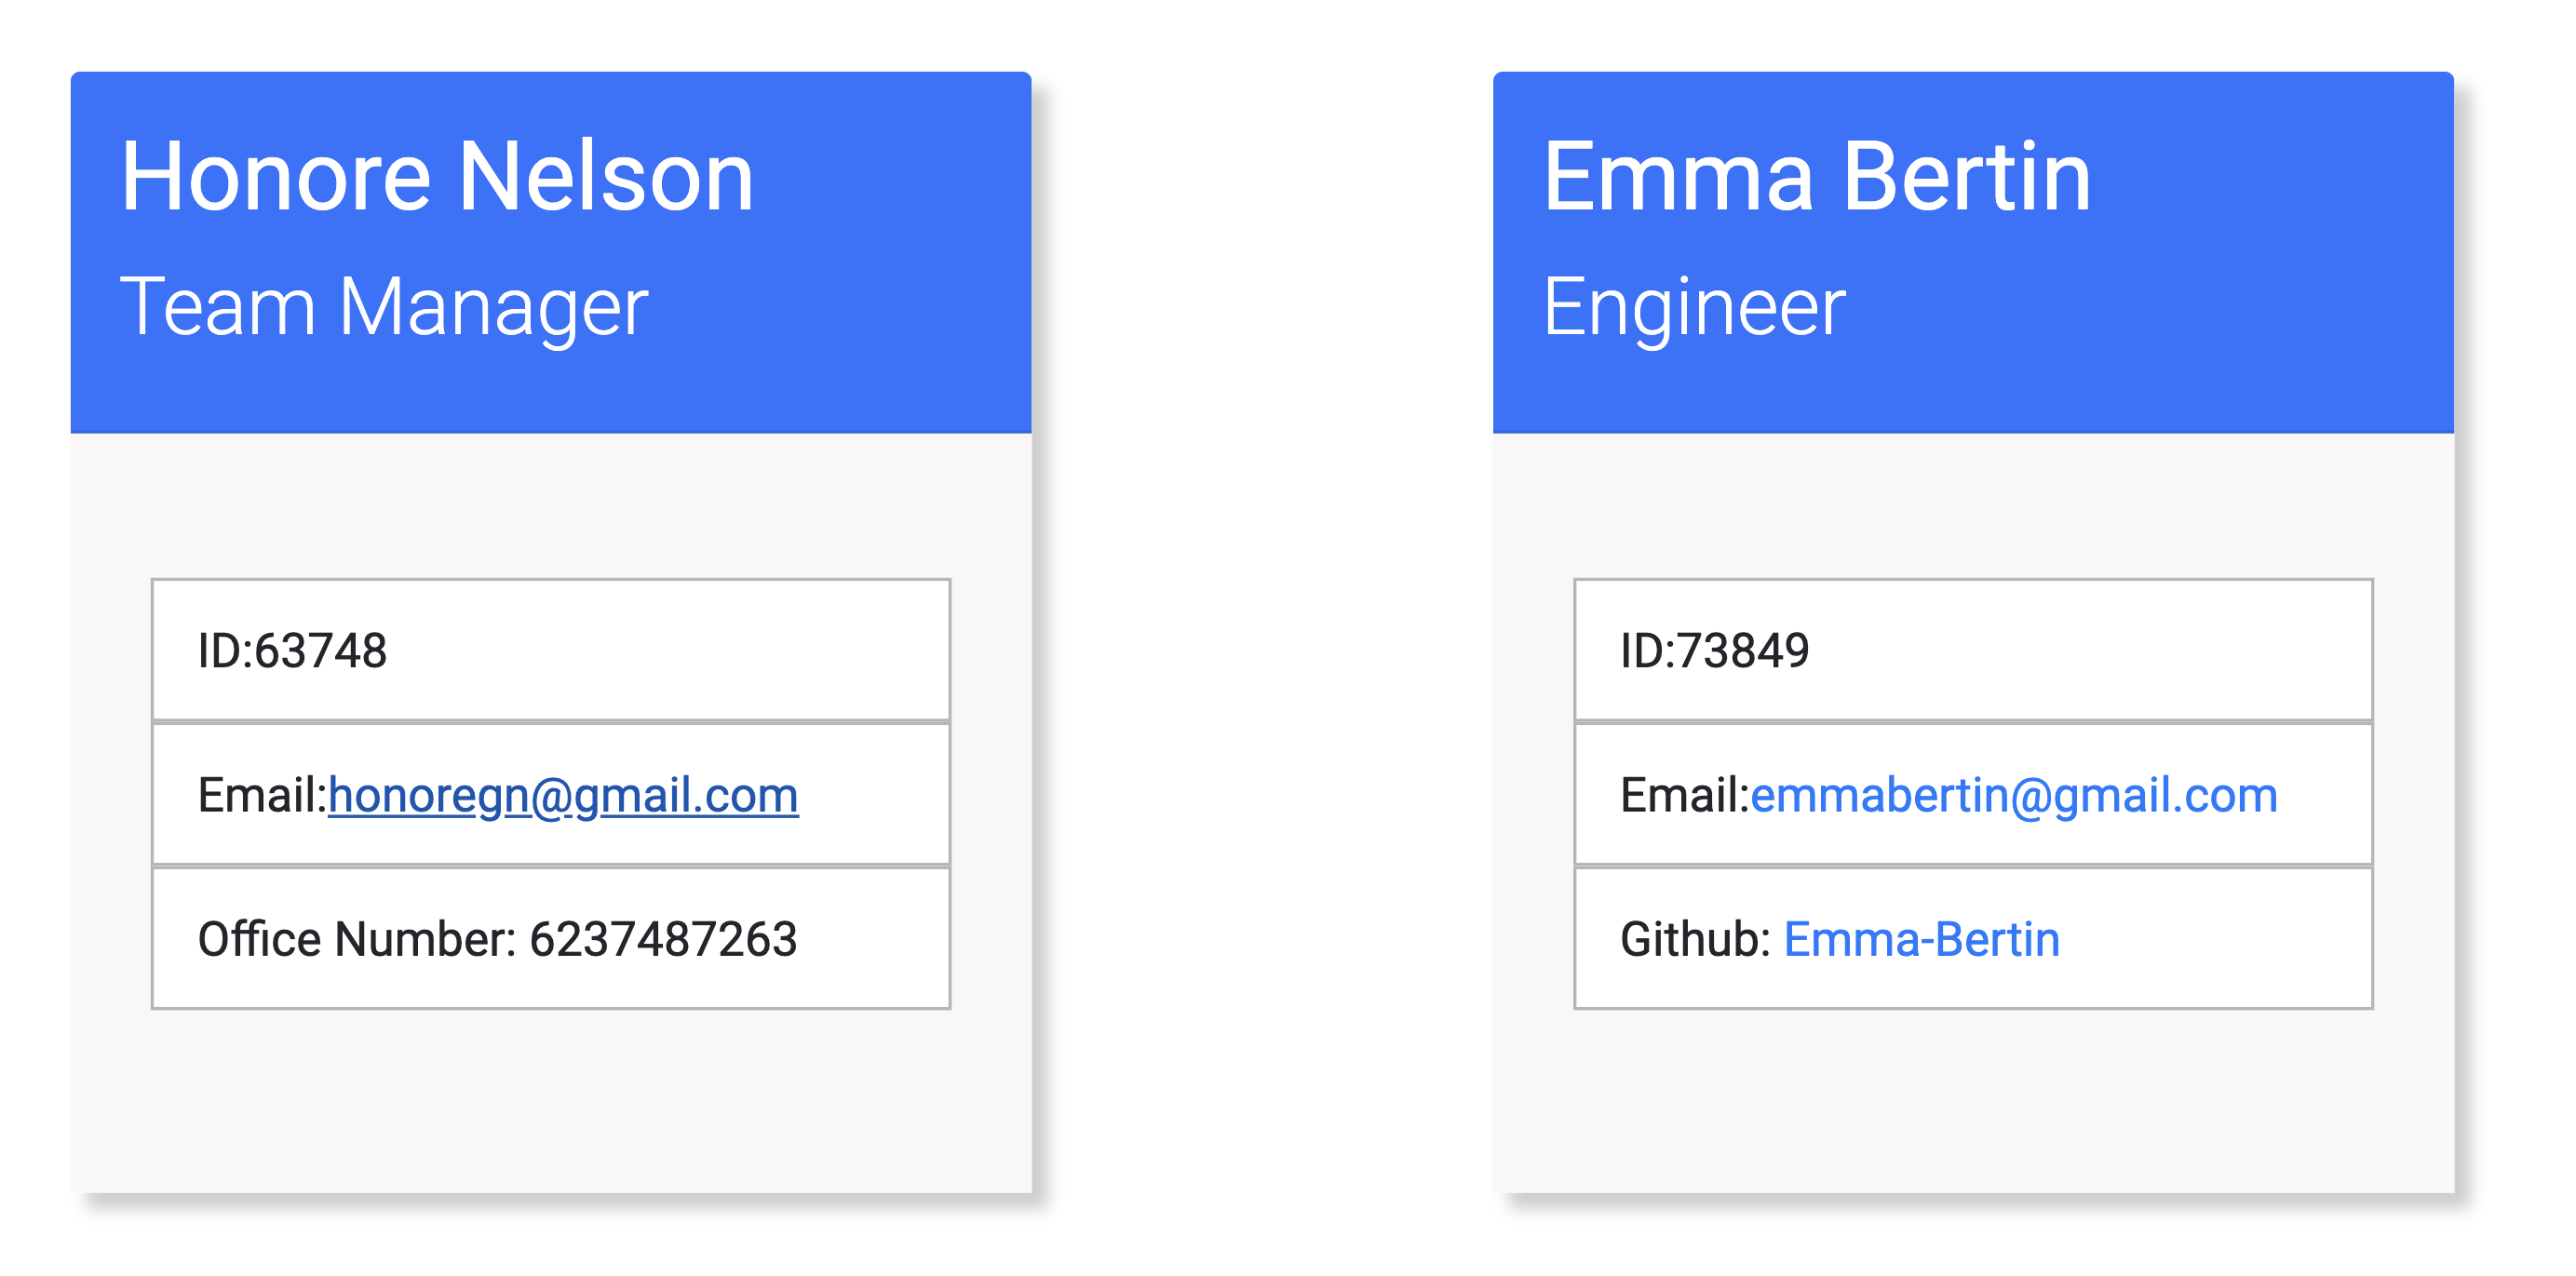 Honore Nelson
Team Manager
ID:63748
Email:honoregn@gmail.com
Office Number: 6237487263
Emma Bertin
Engineer
ID:73849
Email:emmabertin@gmail.com
Github: Emma-Bertin